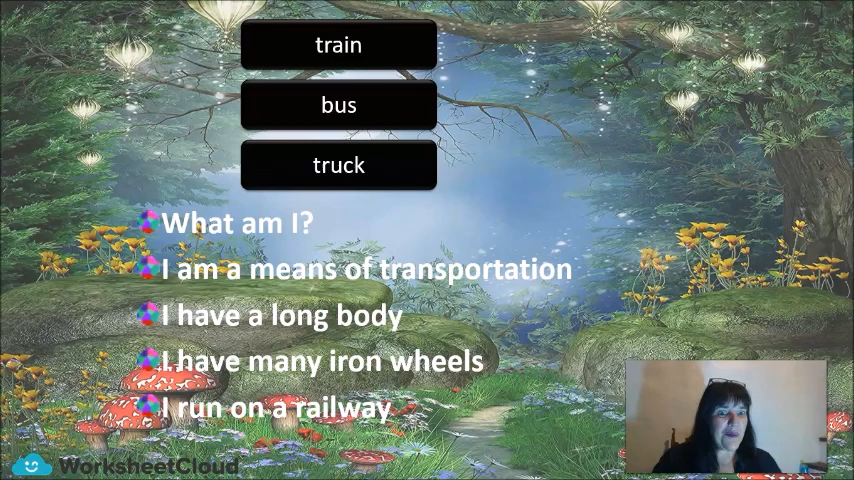 train
bus
truck
What am I?
I am a means of transportation
I have a long body
I have many iron wheels
I run on a railway
WorksheetCloud